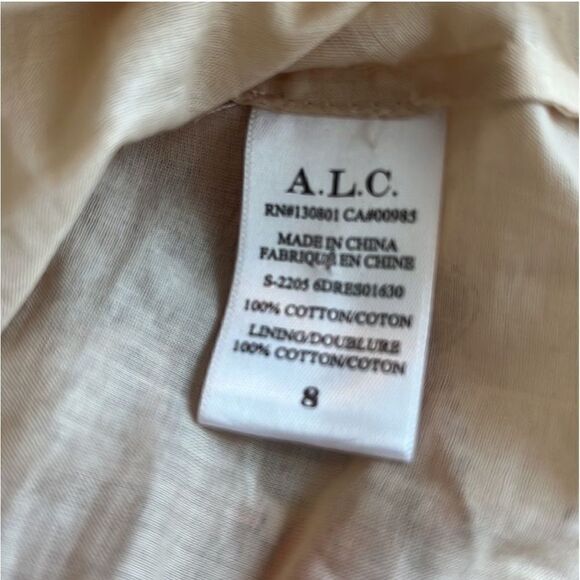 A.L.C.
RN#130801 CA#00985
MADE IN CHINA
FABRIQUÉ EN CHINE
S-2205 6DRES01630
100% COTTON/COTON
LINING/DOUBLURE
100% COTTON/COTON
8